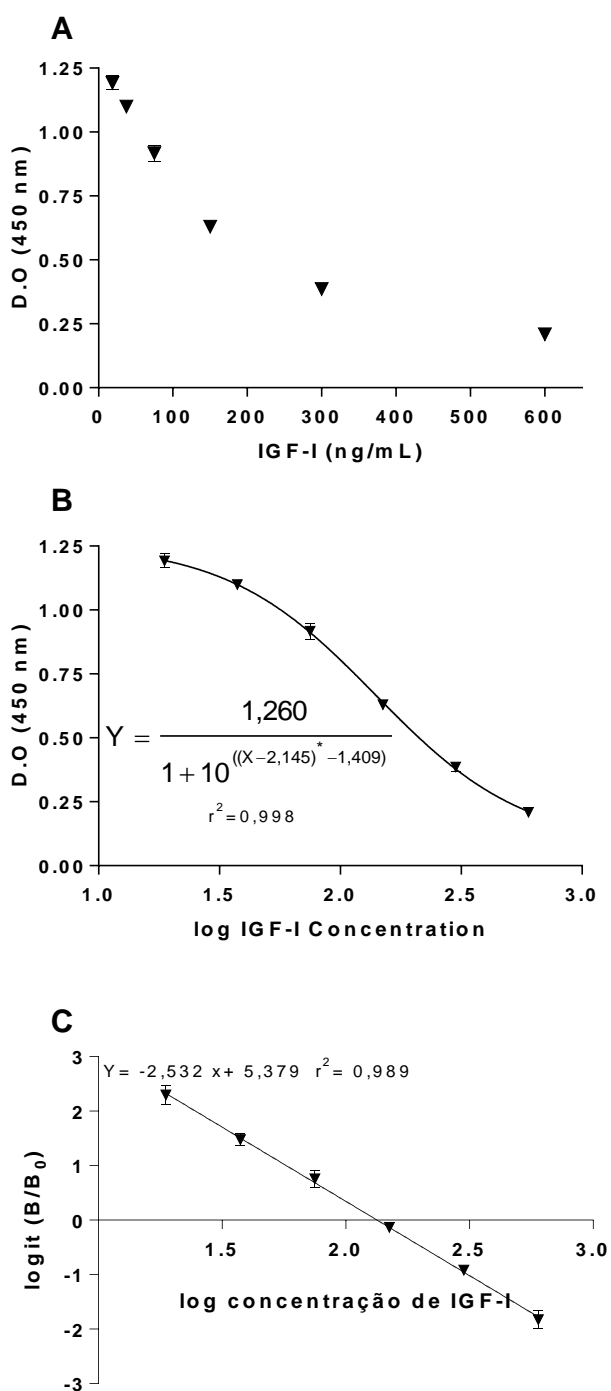 A
D.O (450 nm)
1.25
1.00
0.75
0.50
0.25
0.00
0 100 200 300 400 500 600
IGF-I (ng/mL)
B
D.O (450 nm)
1.25
1.00
0.75
0.50
0.25
0.00
Y = 1,260
1 + 10^((X−2,145)* −1,409)
r² = 0,998
1.0 1.5 2.0 2.5 3.0
log IGF-I Concentration
C
Y = -2,532 x + 5,379 r² = 0,989
logit (B/B₀)
3
2
1
0
-1
-2
-3
1.5 2.0 2.5 3.0
log concentração de IGF-I